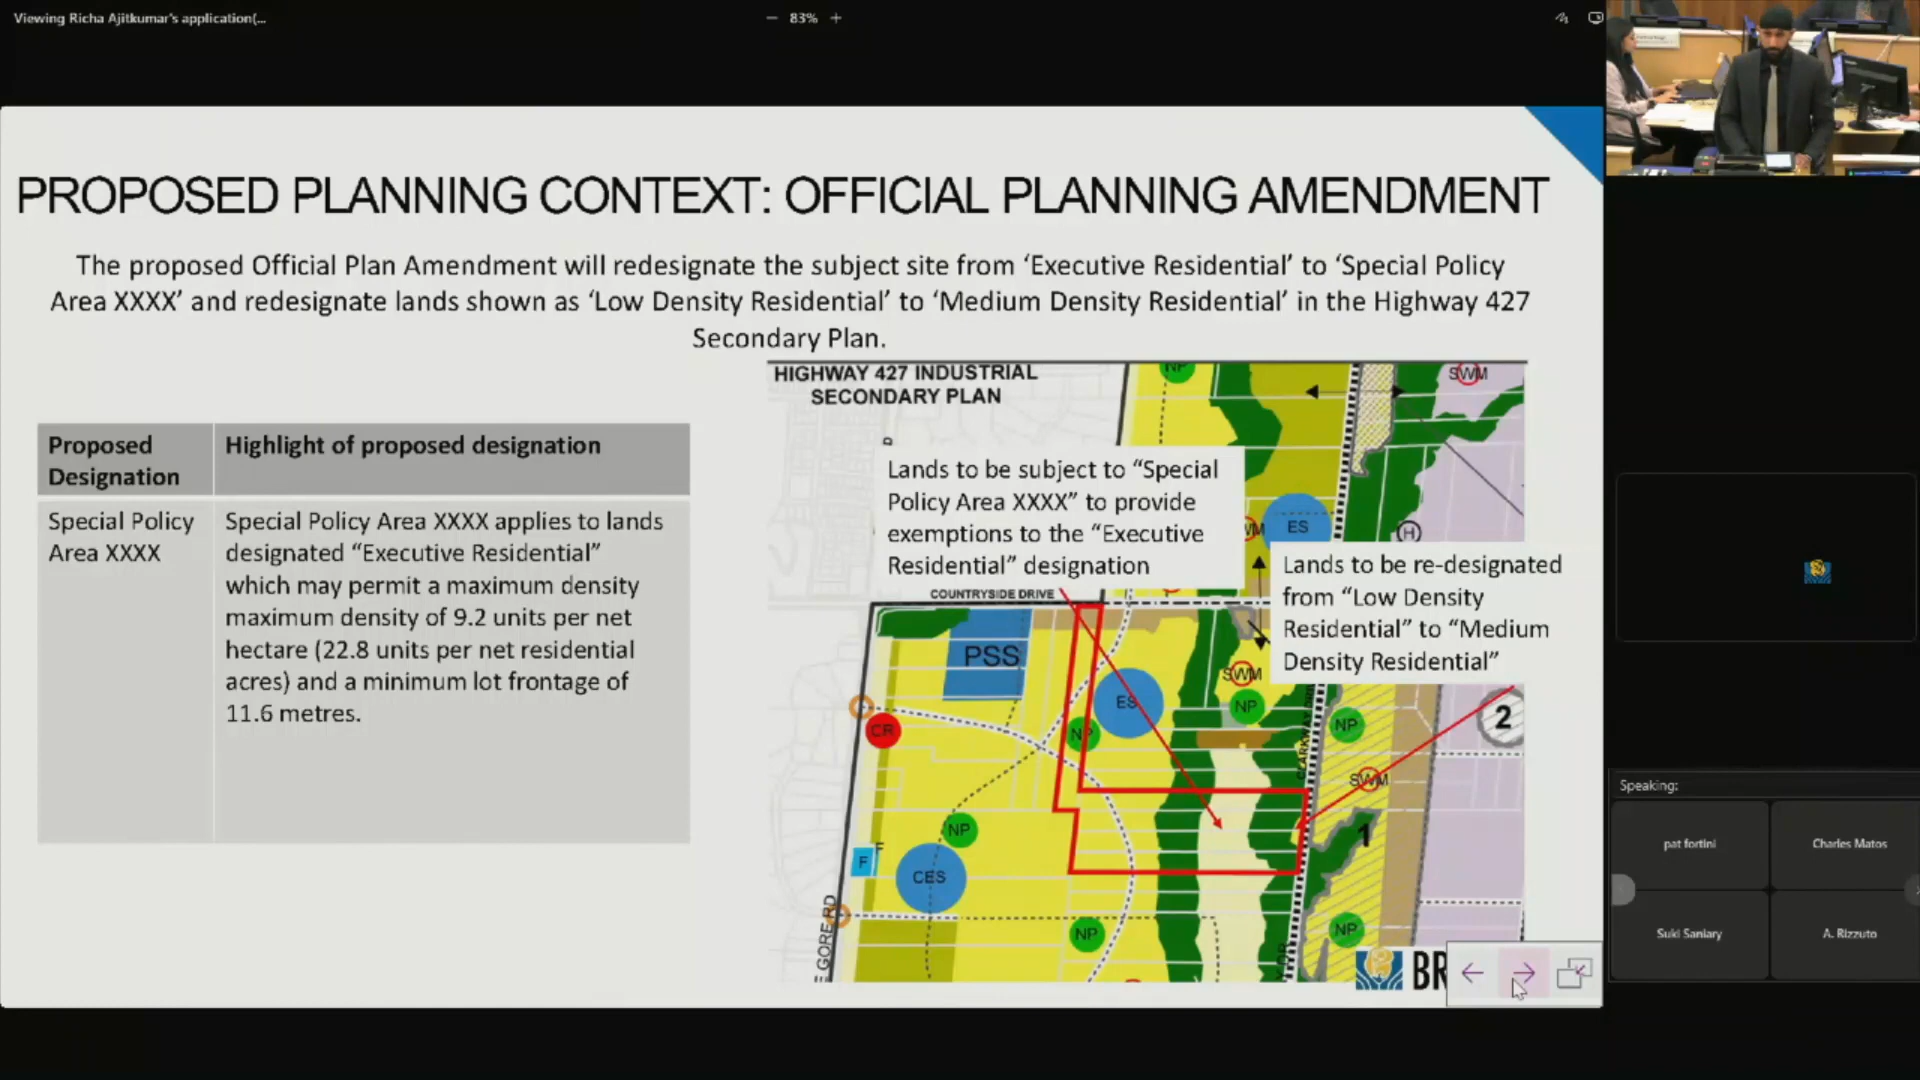 Viewing Richa Ajitkumar's application(...
— 83% +
PROPOSED PLANNING CONTEXT: OFFICIAL PLANNING AMENDMENT
The proposed Official Plan Amendment will redesignate the subject site from ‘Executive Residential’ to ‘Special Policy
Area XXXX’ and redesignate lands shown as ‘Low Density Residential’ to ‘Medium Density Residential’ in the Highway 427
Secondary Plan.
Proposed
Designation
Highlight of proposed designation
Special Policy
Area XXXX
Special Policy Area XXXX applies to lands
designated “Executive Residential”
which may permit a maximum density
maximum density of 9.2 units per net
hectare (22.8 units per net residential
acres) and a minimum lot frontage of
11.6 metres.
HIGHWAY 427 INDUSTRIAL
SECONDARY PLAN
NP
SWM
Lands to be subject to “Special
Policy Area XXXX” to provide
exemptions to the “Executive
Residential” designation
ES
H
Lands to be re-designated
from “Low Density
Residential” to “Medium
Density Residential”
COUNTRYSIDE DRIVE
PSS
SWM
ES
NP
NP
NP
2
CR
SWM
NP
1
F
F
CES
NP
NP
GORE RD
BR
Speaking:
pat fortini
Charles Matos
Suki Saniary
A. Rizzuto